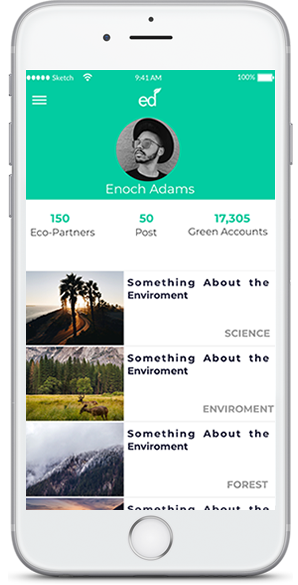 Sketch 9:41 AM 100%
ed
Enoch Adams
150 50 17,305
Eco-Partners Post Green Accounts
Something About the
Enviroment
SCIENCE
Something About the
Enviroment
ENVIROMENT
Something About the
Enviroment
FOREST
Something About the